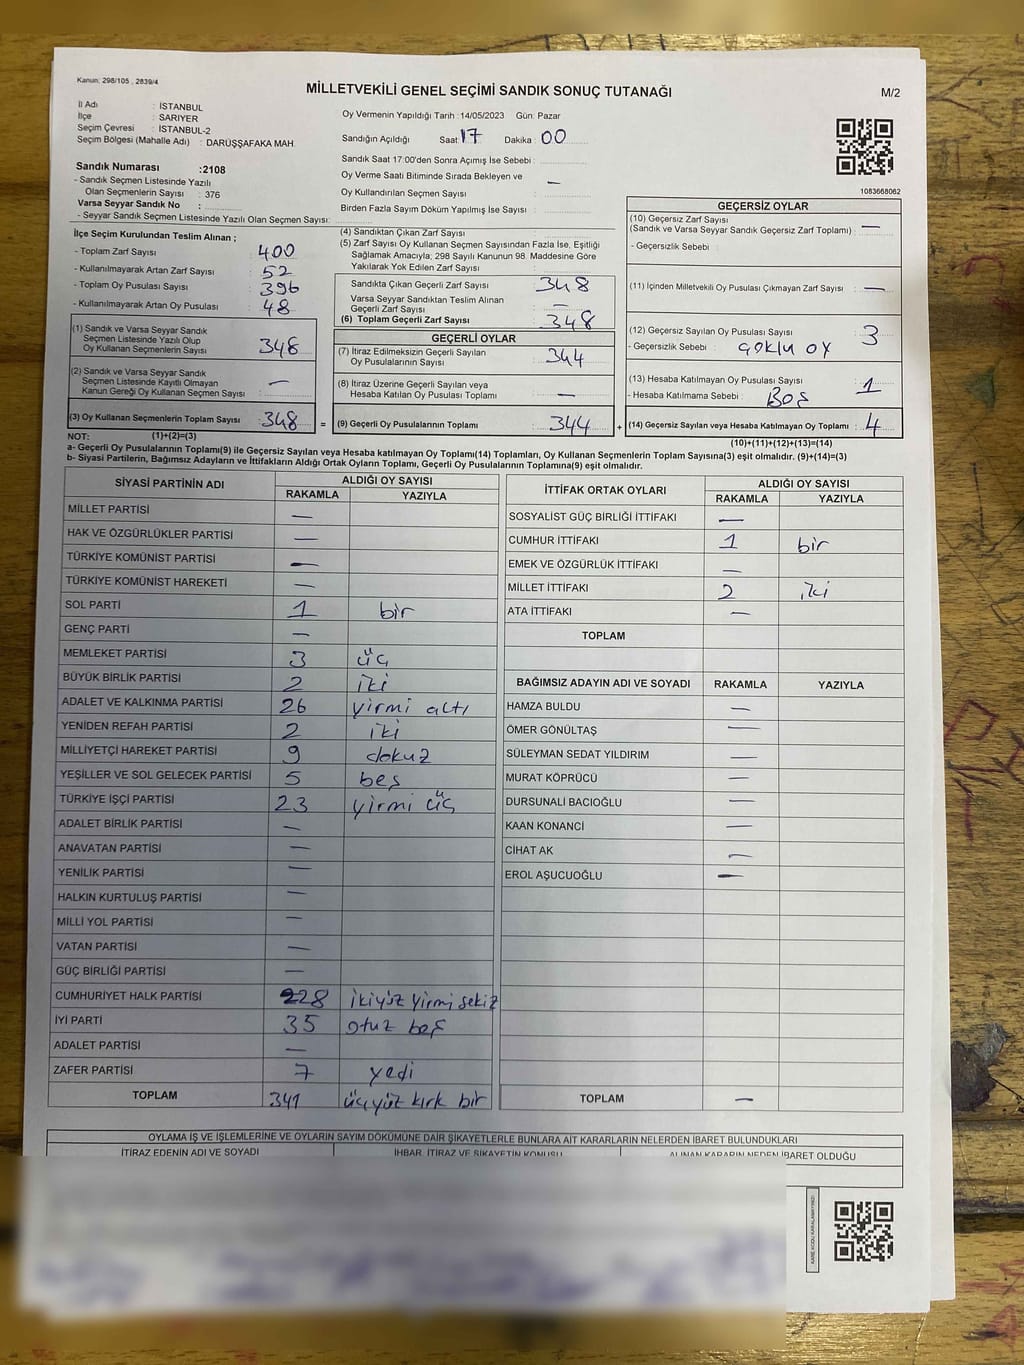 Kanun: 298/105 , 2839/4
MİLLETVEKİLİ GENEL SEÇİMİ SANDIK SONUÇ TUTANAĞI
M/2
İl Adı : İSTANBUL
İlçe : SARIYER
Seçim Çevresi : İSTANBUL-2
Seçim Bölgesi (Mahalle Adı) : DARÜŞŞAFAKA MAH.
Oy Vermenin Yapıldığı Tarih : 14/05/2023 Gün: Pazar
Sandığın Açıldığı Saat: 17 Dakika : 00
Sandık Saat 17:00'den Sonra Açımış İse Sebebi :
Oy Verme Saati Bitiminde Sırada Bekleyen ve
Oy Kullandırılan Seçmen Sayısı : —
Birden Fazla Sayım Döküm Yapılmış İse Sayısı :
1083668062
Sandık Numarası :2108
- Sandık Seçmen Listesinde Yazılı
Olan Seçmenlerin Sayısı : 376
Varsa Seyyar Sandık No :
- Seyyar Sandık Seçmen Listesinde Yazılı Olan Seçmen Sayısı:
İlçe Seçim Kurulundan Teslim Alınan ;
- Toplam Zarf Sayısı : 400
- Kullanılmayarak Artan Zarf Sayısı : 52
- Toplam Oy Pusulası Sayısı : 396
- Kullanılmayarak Artan Oy Pusulası : 48
(1) Sandık ve Varsa Seyyar Sandık
Seçmen Listesinde Yazılı Olup
Oy Kullanan Seçmenlerin Sayısı : 348
(2) Sandık ve Varsa Seyyar Sandık
Seçmen Listesinde Kayıtlı Olmayan
Kanun Gereği Oy Kullanan Seçmen Sayısı : —
(3) Oy Kullanan Seçmenlerin Toplam Sayısı : 348 =
(4) Sandıktan Çıkan Zarf Sayısı :
(5) Zarf Sayısı Oy Kullanan Seçmen Sayısından Fazla İse, Eşitliği
Sağlamak Amacıyla; 298 Sayılı Kanunun 98. Maddesine Göre
Yakılarak Yok Edilen Zarf Sayısı :
Sandıkta Çıkan Geçerli Zarf Sayısı : 348
Varsa Seyyar Sandıktan Teslim Alınan
Geçerli Zarf Sayısı : —
(6) Toplam Geçerli Zarf Sayısı : 348
GEÇERLİ OYLAR
(7) İtiraz Edilmeksizin Geçerli Sayılan
Oy Pusulalarının Sayısı : 344
(8) İtiraz Üzerine Geçerli Sayılan veya
Hesaba Katılan Oy Pusulası Toplamı : —
(9) Geçerli Oy Pusulalarının Toplamı : 344 +
GEÇERSİZ OYLAR
(10) Geçersiz Zarf Sayısı
(Sandık ve Varsa Seyyar Sandık Geçersiz Zarf Toplamı) : —
- Geçersizlik Sebebi :
(11) İçinden Milletvekili Oy Pusulası Çıkmayan Zarf Sayısı : —
(12) Geçersiz Sayılan Oy Pusulası Sayısı : 3
- Geçersizlik Sebebi : çoklu oy
(13) Hesaba Katılmayan Oy Pusulası Sayısı : 1
- Hesaba Katılmama Sebebi : Boş
(14) Geçersiz Sayılan veya Hesaba Katılmayan Oy Toplamı : 4
NOT: (1)+(2)=(3)
(10)+(11)+(12)+(13)=(14)
a- Geçerli Oy Pusulalarının Toplamı(9) ile Geçersiz Sayılan veya Hesaba katılmayan Oy Toplamı(14) Toplamları, Oy Kullanan Seçmenlerin Toplam Sayısına(3) eşit olmalıdır. (9)+(14)=(3)
b- Siyasi Partilerin, Bağımsız Adayların ve İttifakların Aldığı Ortak Oyların Toplamı, Geçerli Oy Pusulalarının Toplamına(9) eşit olmalıdır.
SİYASİ PARTİNİN ADI ALDIĞI OY SAYISI
RAKAMLA YAZIYLA
MİLLET PARTİSİ —
HAK VE ÖZGÜRLÜKLER PARTİSİ —
TÜRKİYE KOMÜNİST PARTİSİ —
TÜRKİYE KOMÜNİST HAREKETİ —
SOL PARTİ 1 bir
GENÇ PARTİ —
MEMLEKET PARTİSİ 3 üç
BÜYÜK BİRLİK PARTİSİ 2 iki
ADALET VE KALKINMA PARTİSİ 26 yirmi altı
YENİDEN REFAH PARTİSİ 2 iki
MİLLİYETÇİ HAREKET PARTİSİ 9 dokuz
YEŞİLLER VE SOL GELECEK PARTİSİ 5 beş
TÜRKİYE İŞÇİ PARTİSİ 23 yirmi üç
ADALET BİRLİK PARTİSİ —
ANAVATAN PARTİSİ —
YENİLİK PARTİSİ —
HALKIN KURTULUŞ PARTİSİ —
MİLLİ YOL PARTİSİ —
VATAN PARTİSİ —
GÜÇ BİRLİĞİ PARTİSİ —
CUMHURİYET HALK PARTİSİ 228 ikiyüz yirmi sekiz
İYİ PARTİ 35 otuz beş
ADALET PARTİSİ —
ZAFER PARTİSİ 7 yedi
TOPLAM 341 üçyüz kırk bir
İTTİFAK ORTAK OYLARI ALDIĞI OY SAYISI
RAKAMLA YAZIYLA
SOSYALİST GÜÇ BİRLİĞİ İTTİFAKI —
CUMHUR İTTİFAKI 1 bir
EMEK VE ÖZGÜRLÜK İTTİFAKI —
MİLLET İTTİFAKI 2 iki
ATA İTTİFAKI —
TOPLAM
BAĞIMSIZ ADAYIN ADI VE SOYADI RAKAMLA YAZIYLA
HAMZA BULDU —
ÖMER GÖNÜLTAŞ —
SÜLEYMAN SEDAT YILDIRIM —
MURAT KÖPRÜCÜ —
DURSUNALİ BACIOĞLU —
KAAN KONANCİ —
CİHAT AK —
EROL AŞUCUOĞLU —
TOPLAM —
OYLAMA İŞ VE İŞLEMLERİNE VE OYLARIN SAYIM DÖKÜMÜNE DAİR ŞİKAYETLERLE BUNLARA AİT KARARLARIN NELERDEN İBARET BULUNDUKLARI
İTİRAZ EDENİN ADI VE SOYADI İHBAR, İTİRAZ VE ŞİKAYETİN KONUSU ALINAN KARARIN NEDEN İBARET OLDUĞU